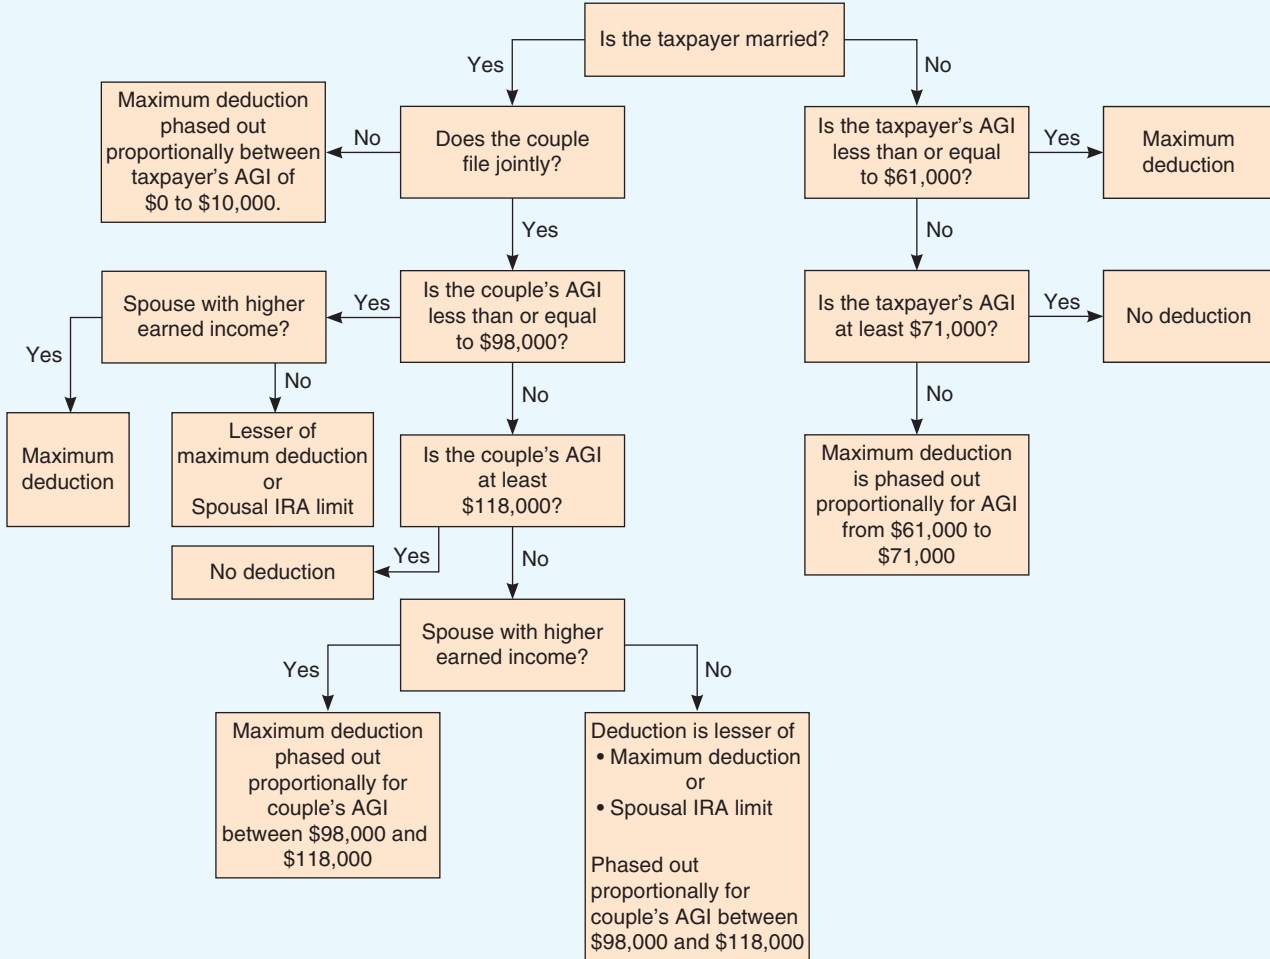 Is the taxpayer married?
Yes
No
Maximum deduction
phased out
proportionally between
taxpayer's AGI of
$0 to $10,000.
No
Does the couple
file jointly?
Is the taxpayer's AGI
less than or equal
to $61,000?
Yes
Maximum
deduction
Yes
No
Spouse with higher
earned income?
Yes
Is the couple's AGI
less than or equal
to $98,000?
Is the taxpayer's AGI
at least $71,000?
Yes
No deduction
Yes
No
No
No
Maximum
deduction
Lesser of
maximum deduction
or
Spousal IRA limit
Is the couple's AGI
at least
$118,000?
Maximum deduction
is phased out
proportionally for AGI
from $61,000 to
$71,000
No deduction
Yes
No
Spouse with higher
earned income?
Yes
No
Maximum deduction
phased out
proportionally for
couple's AGI
between $98,000 and
$118,000
Deduction is lesser of
• Maximum deduction
or
• Spousal IRA limit
Phased out
proportionally for
couple's AGI between
$98,000 and $118,000